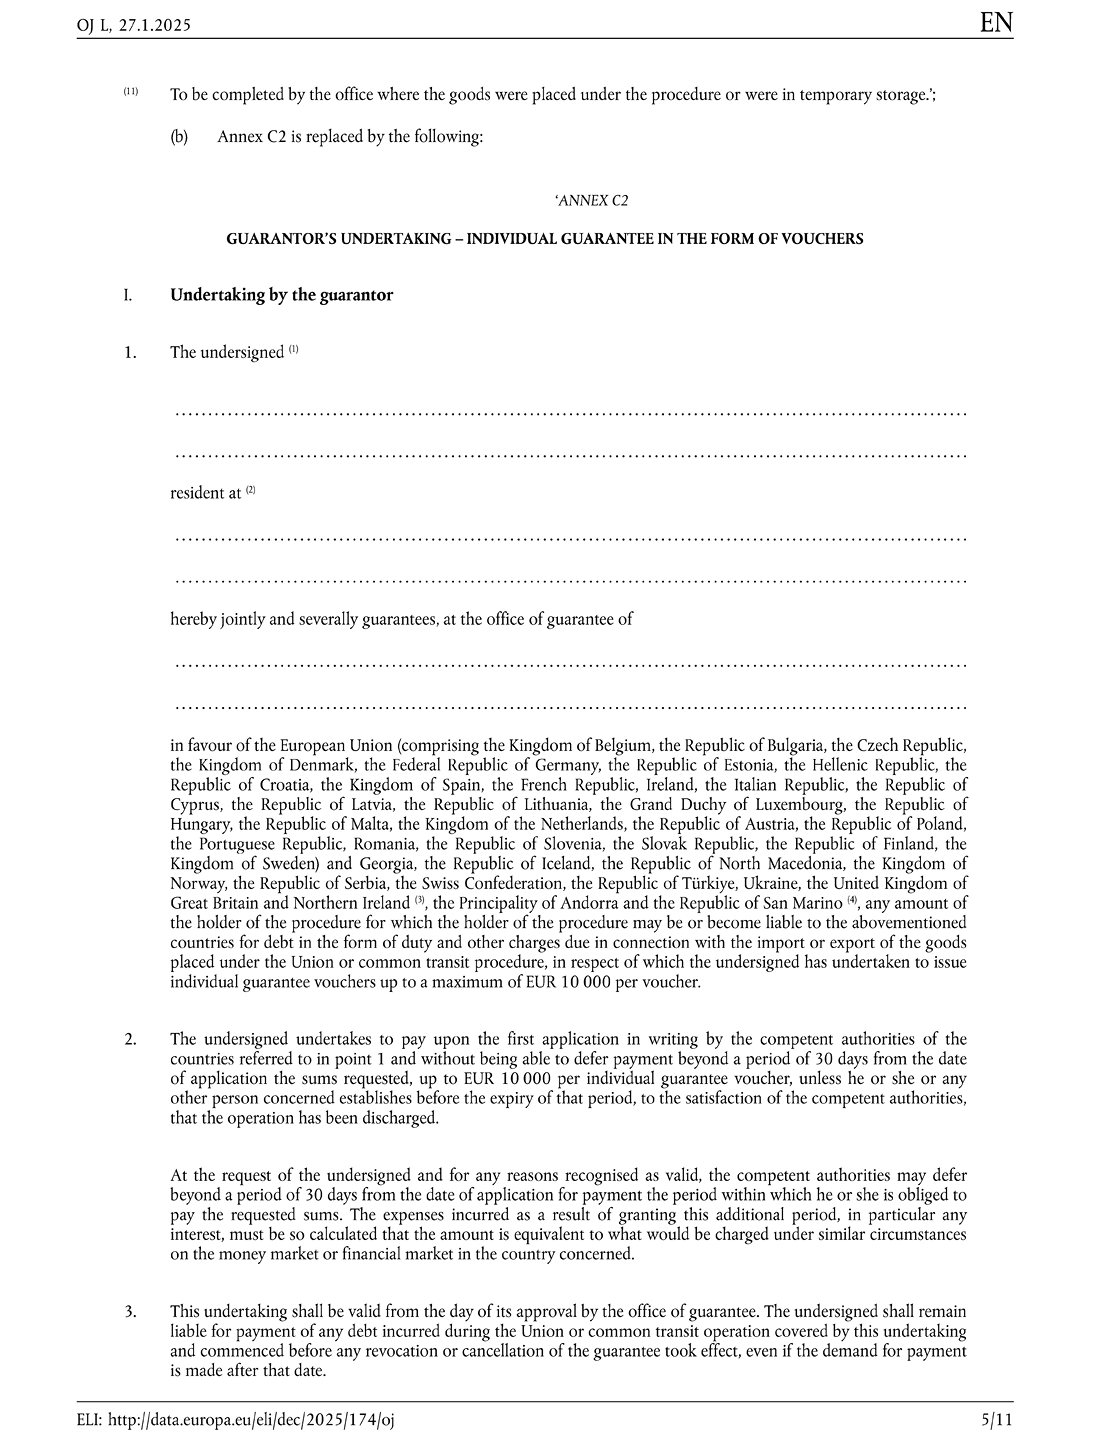 OJ L, 27.1.2025
EN
(11) To be completed by the office where the goods were placed under the procedure or were in temporary storage.’;
(b) Annex C2 is replaced by the following:
‘ANNEX C2
GUARANTOR’S UNDERTAKING – INDIVIDUAL GUARANTEE IN THE FORM OF VOUCHERS
I. Undertaking by the guarantor
1. The undersigned (1)
...................................................................................................................
...................................................................................................................
resident at (2)
...................................................................................................................
...................................................................................................................
hereby jointly and severally guarantees, at the office of guarantee of
...................................................................................................................
...................................................................................................................
in favour of the European Union (comprising the Kingdom of Belgium, the Republic of Bulgaria, the Czech Republic,
the Kingdom of Denmark, the Federal Republic of Germany, the Republic of Estonia, the Hellenic Republic, the
Republic of Croatia, the Kingdom of Spain, the French Republic, Ireland, the Italian Republic, the Republic of
Cyprus, the Republic of Latvia, the Republic of Lithuania, the Grand Duchy of Luxembourg, the Republic of
Hungary, the Republic of Malta, the Kingdom of the Netherlands, the Republic of Austria, the Republic of Poland,
the Portuguese Republic, Romania, the Republic of Slovenia, the Slovak Republic, the Republic of Finland, the
Kingdom of Sweden) and Georgia, the Republic of Iceland, the Republic of North Macedonia, the Kingdom of
Norway, the Republic of Serbia, the Swiss Confederation, the Republic of Türkiye, Ukraine, the United Kingdom of
Great Britain and Northern Ireland (3), the Principality of Andorra and the Republic of San Marino (4), any amount of
the holder of the procedure for which the holder of the procedure may be or become liable to the abovementioned
countries for debt in the form of duty and other charges due in connection with the import or export of the goods
placed under the Union or common transit procedure, in respect of which the undersigned has undertaken to issue
individual guarantee vouchers up to a maximum of EUR 10 000 per voucher.
2. The undersigned undertakes to pay upon the first application in writing by the competent authorities of the
countries referred to in point 1 and without being able to defer payment beyond a period of 30 days from the date
of application the sums requested, up to EUR 10 000 per individual guarantee voucher, unless he or she or any
other person concerned establishes before the expiry of that period, to the satisfaction of the competent authorities,
that the operation has been discharged.
At the request of the undersigned and for any reasons recognised as valid, the competent authorities may defer
beyond a period of 30 days from the date of application for payment the period within which he or she is obliged to
pay the requested sums. The expenses incurred as a result of granting this additional period, in particular any
interest, must be so calculated that the amount is equivalent to what would be charged under similar circumstances
on the money market or financial market in the country concerned.
3. This undertaking shall be valid from the day of its approval by the office of guarantee. The undersigned shall remain
liable for payment of any debt incurred during the Union or common transit operation covered by this undertaking
and commenced before any revocation or cancellation of the guarantee took effect, even if the demand for payment
is made after that date.
ELI: http://data.europa.eu/eli/dec/2025/174/oj
5/11